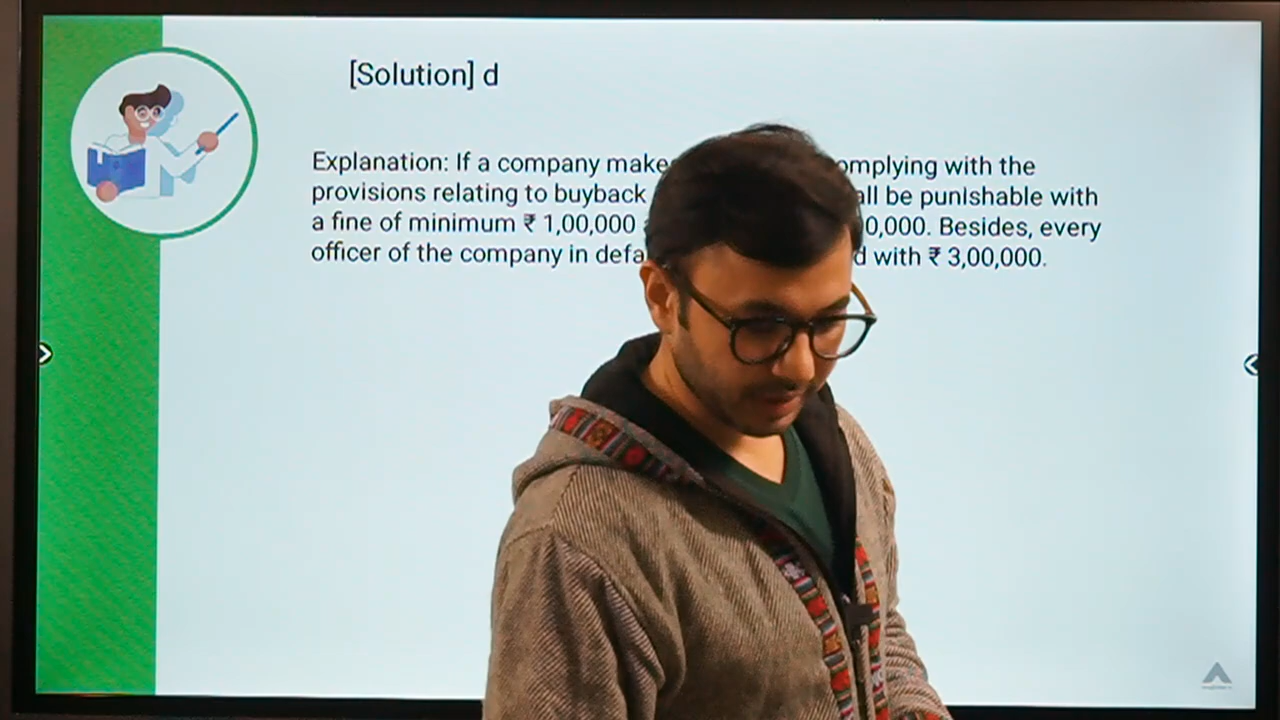 [Solution] d
Explanation: If a company make omplying with the
provisions relating to buyback all be punishable with
a fine of minimum ₹ 1,00,000 0,000. Besides, every
officer of the company in defa d with ₹ 3,00,000.